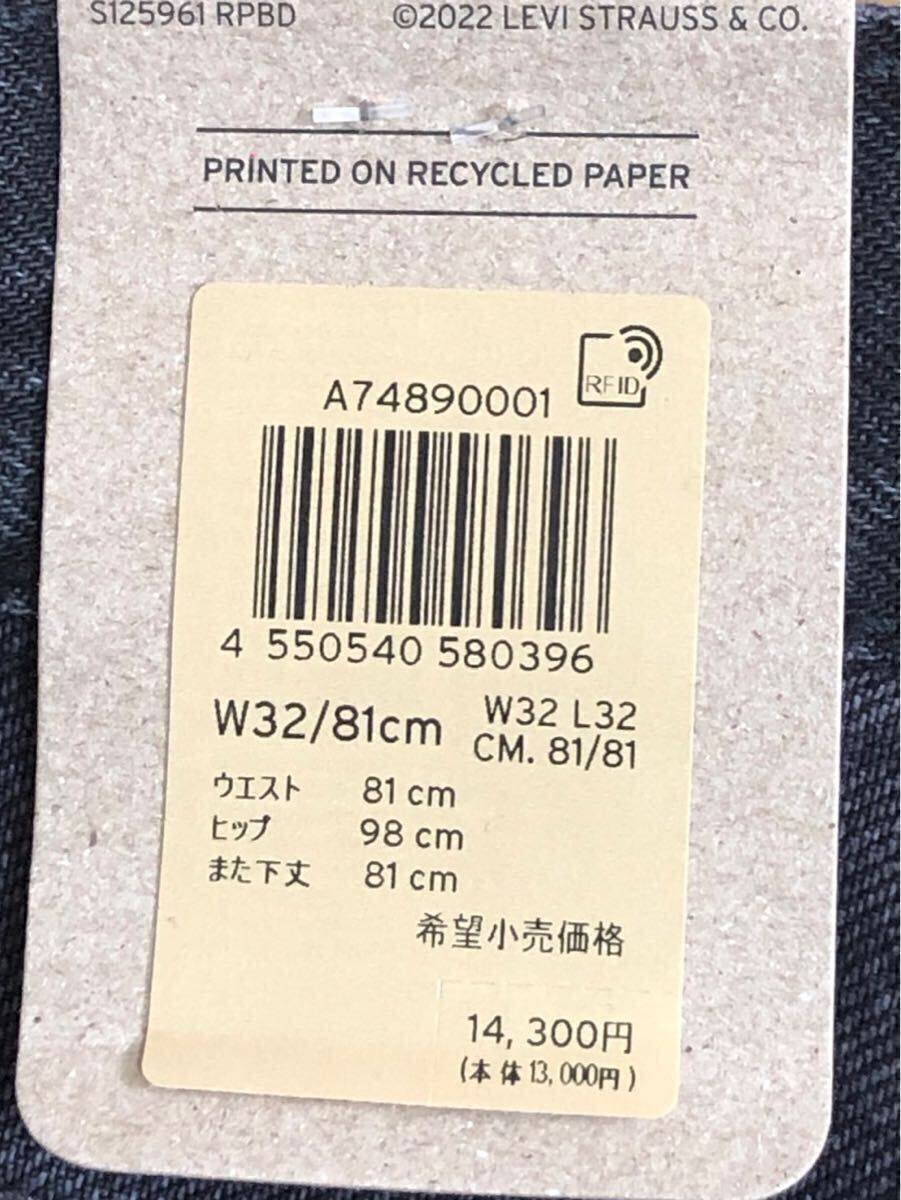 S125961 RPBD ©2022 LEVI STRAUSS & CO.
PRINTED ON RECYCLED PAPER
RFID
A74890001
4 550540 580396
W32/81cm
W32 L32
CM. 81/81
ウエスト 81 cm
ヒップ 98 cm
また下丈 81 cm
希望小売価格
14,300円
(本体13,000円)